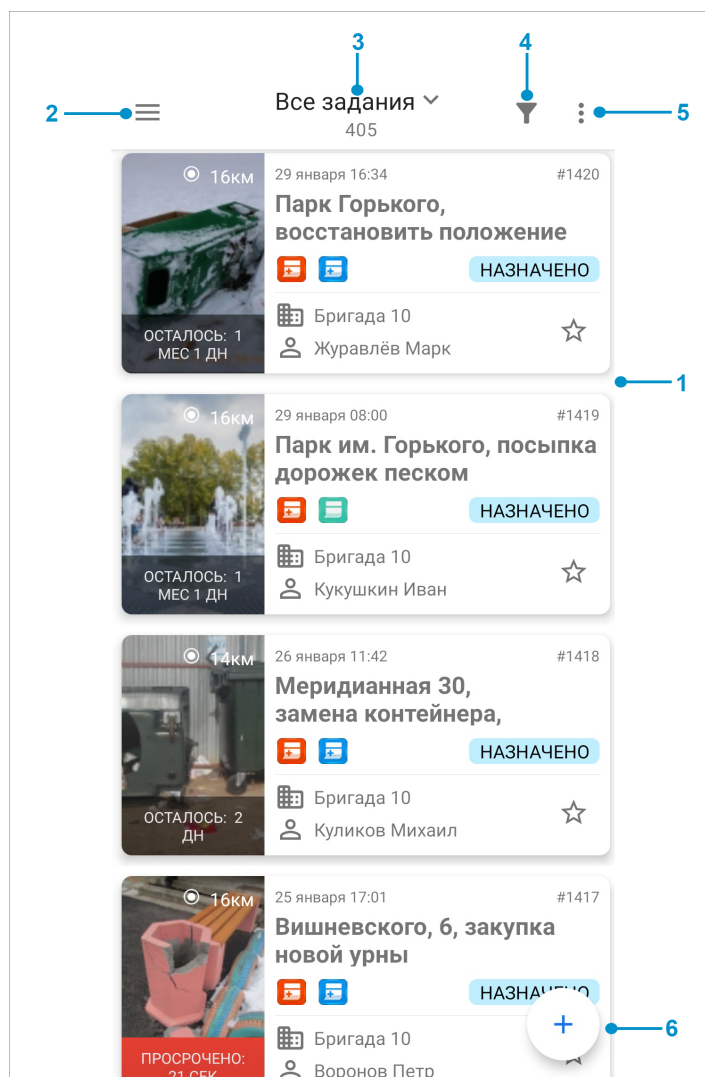 3
4
2
Все задания
5
405
16км
29 января 16:34
#1420
Парк Горького,
восстановить положение
НАЗНАЧЕНО
Бригада 10
ОСТАЛОСЬ: 1
МЕС 1 ДН
Журавлёв Марк
1
16км
29 января 08:00
#1419
Парк им. Горького, посыпка
дорожек песком
НАЗНАЧЕНО
Бригада 10
ОСТАЛОСЬ: 1
МЕС 1 ДН
Кукушкин Иван
14км
26 января 11:42
#1418
Меридианная 30,
замена контейнера,
НАЗНАЧЕНО
Бригада 10
ОСТАЛОСЬ: 2
ДН
Куликов Михаил
16км
25 января 17:01
#1417
Вишневского, 6, закупка
новой урны
НАЗНАЧЕНО
6
Бригада 10
ПРОСРОЧЕНО:
21 СЕК
Воронов Петр